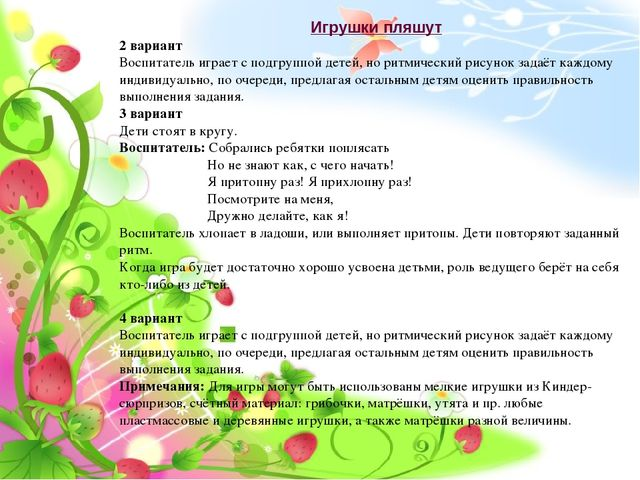 Игрушки пляшут
2 вариант
Воспитатель играет с подгруппой детей, но ритмический рисунок задаёт каждому
индивидуально, по очереди, предлагая остальным детям оценить правильность
выполнения задания.
3 вариант
Дети стоят в кругу.
Воспитатель: Собрались ребятки поплясать
Но не знают как, с чего начать!
Я притопну раз! Я прихлопну раз!
Посмотрите на меня,
Дружно делайте, как я!
Воспитатель хлопает в ладоши, или выполняет притопы. Дети повторяют заданный
ритм.
Когда игра будет достаточно хорошо усвоена детьми, роль ведущего берёт на себя
кто-либо из детей.
4 вариант
Воспитатель играет с подгруппой детей, но ритмический рисунок задаёт каждому
индивидуально, по очереди, предлагая остальным детям оценить правильность
выполнения задания.
Примечания: Для игры могут быть использованы мелкие игрушки из Киндер-
сюрпризов, счётный материал: грибочки, матрёшки, утята и пр. любые
пластмассовые и деревянные игрушки, а также матрёшки разной величины.